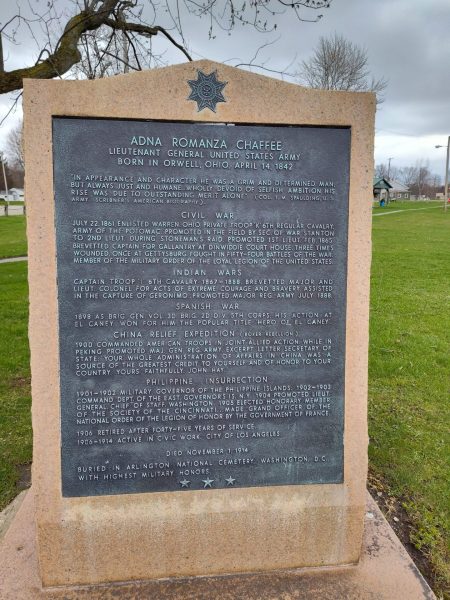 ADNA ROMANZA CHAFFEE
LIEUTENANT GENERAL UNITED STATES ARMY
BORN IN ORWELL, OHIO, APRIL 14, 1842
"IN APPEARANCE AND CHARACTER HE WAS A GRIM AND DETERMINED MAN
BUT ALWAYS JUST AND HUMANE. WHOLLY DEVOID OF SELFISH AMBITION HIS
RISE WAS DUE TO OUTSTANDING MERIT ALONE" (COL. T. M. SPAULDING, U.S.
ARMY. SCRIBNER'S AMERICAN BIOGRAPHY)
CIVIL WAR
JULY 22, 1861 ENLISTED WARREN, OHIO. PRIVATE TROOP K. 6TH REGULAR CAVALRY,
ARMY OF THE POTOMAC. PROMOTED IN THE FIELD BY SEC. OF WAR, STANTON
TO 2ND LIEUT. DURING STONEMAN'S RAID. PROMOTED 1ST LIEUT. FEB. 1865
BREVETTED CAPTAIN FOR GALLANTRY AT DINWIDDIE COURT HOUSE. THREE TIMES
WOUNDED, ONCE AT GETTYSBURG. FOUGHT IN FIFTY-FOUR BATTLES OF THE WAR.
MEMBER OF THE MILITARY ORDER OF THE LOYAL LEGION OF THE UNITED STATES.
INDIAN WARS
CAPTAIN TROOP I. 6TH CAVALRY 1867-1888. BREVETTED MAJOR AND
LIEUT. COLONEL FOR ACTS OF EXTREME COURAGE AND BRAVERY. ASSISTED
IN THE CAPTURE OF GERONIMO. PROMOTED MAJOR REG. ARMY JULY 1888.
SPANISH WAR
1898 AS BRIG. GEN. VOL. 3D BRIG. 2D DIV. 5TH CORPS. HIS ACTION AT
EL CANEY WON FOR HIM THE POPULAR TITLE "HERO OF EL CANEY"
CHINA RELIEF EXPEDITION (BOXER REBELLION)
1900 COMMANDED AMERICAN TROOPS IN JOINT ALLIED ACTION WHILE IN
PEKING PROMOTED MAJ. GEN. REG. ARMY. EXCERPT, LETTER SECRETARY OF
STATE, "YOUR WHOLE ADMINISTRATION OF AFFAIRS IN CHINA WAS A
SOURCE OF THE GREATEST CREDIT TO YOURSELF AND OF HONOR TO YOUR
COUNTRY. YOURS FAITHFULLY, JOHN HAY"
PHILIPPINE INSURRECTION
1901-1902 MILITARY GOVERNOR OF THE PHILIPPINE ISLANDS. 1902-1903
COMMAND DEPT. OF THE EAST, GOVERNOR'S IS. N.Y. 1904 PROMOTED LIEUT.
GENERAL, CHIEF OF STAFF, WASHINGTON. 1905 ELECTED HONORARY MEMBER
OF THE SOCIETY OF THE CINCINNATI. MADE GRAND OFFICER OF THE
NATIONAL ORDER OF THE LEGION OF HONOR BY THE GOVERNMENT OF FRANCE.
1906 RETIRED AFTER FORTY-FIVE YEARS OF SERVICE.
1906-1914 ACTIVE IN CIVIC WORK, CITY OF LOS ANGELES.
DIED NOVEMBER 1, 1914
BURIED IN ARLINGTON NATIONAL CEMETERY, WASHINGTON, D.C.
WITH HIGHEST MILITARY HONORS.